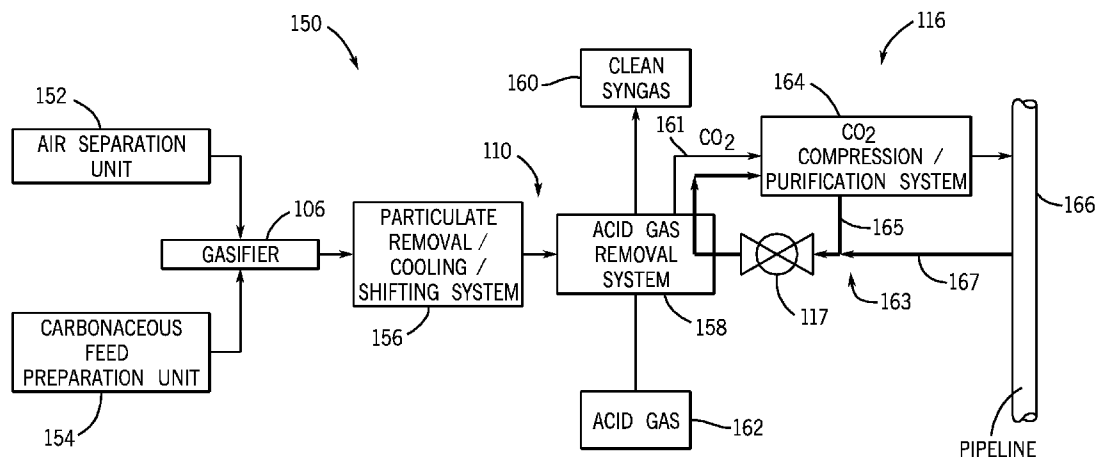 150
116
152
AIR SEPARATION
UNIT
160
CLEAN
SYNGAS
164
161
CO2
CO2
COMPRESSION /
PURIFICATION SYSTEM
110
106
GASIFIER
PARTICULATE
REMOVAL /
COOLING /
SHIFTING SYSTEM
156
ACID GAS
REMOVAL
SYSTEM
158
117
165
163
167
166
CARBONACEOUS
FEED
PREPARATION UNIT
154
ACID GAS
162
PIPELINE